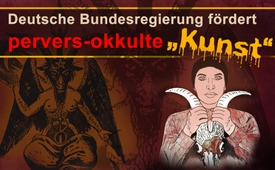 Deutsche Bundesregierung fördert
pervers-okkulte „Kunst“